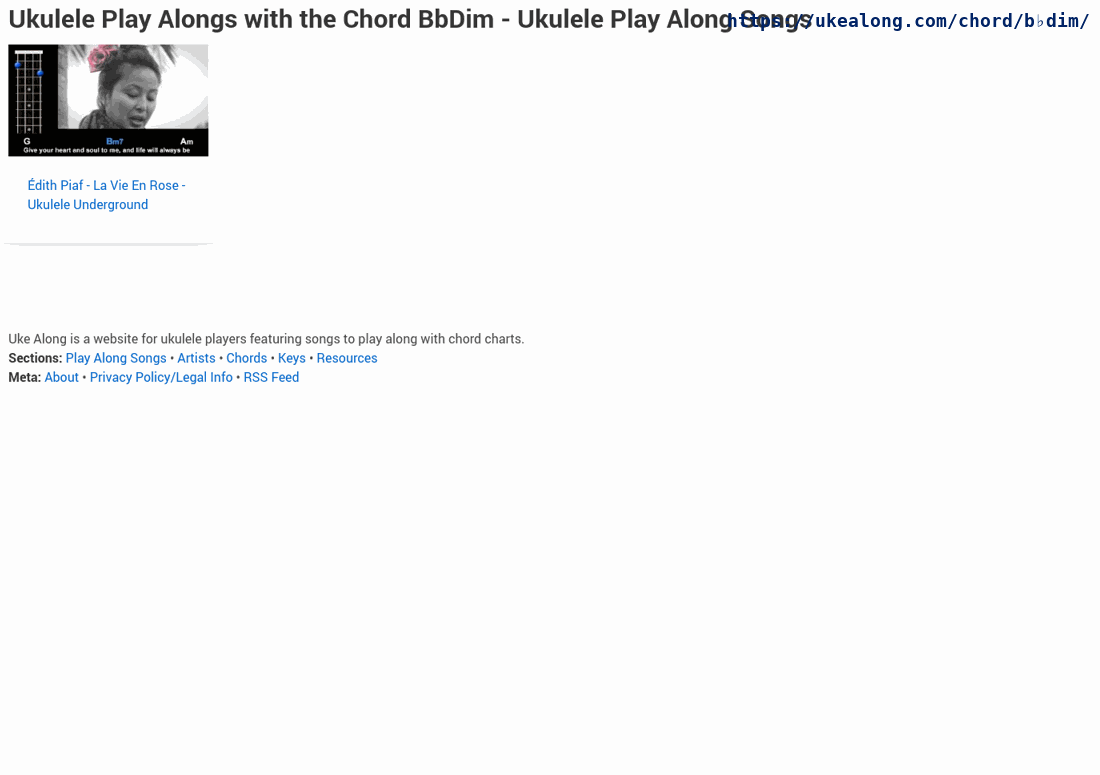 Ukulele Play Alongs with the Chord BbDim - Ukulele Play Along Songs
https://ukealong.com/chord/b♭dim/
G Bm7 Am
Give your heart and soul to me, and life will always be
Édith Piaf - La Vie En Rose -
Ukulele Underground
Uke Along is a website for ukulele players featuring songs to play along with chord charts.
Sections: Play Along Songs • Artists • Chords • Keys • Resources
Meta: About • Privacy Policy/Legal Info • RSS Feed